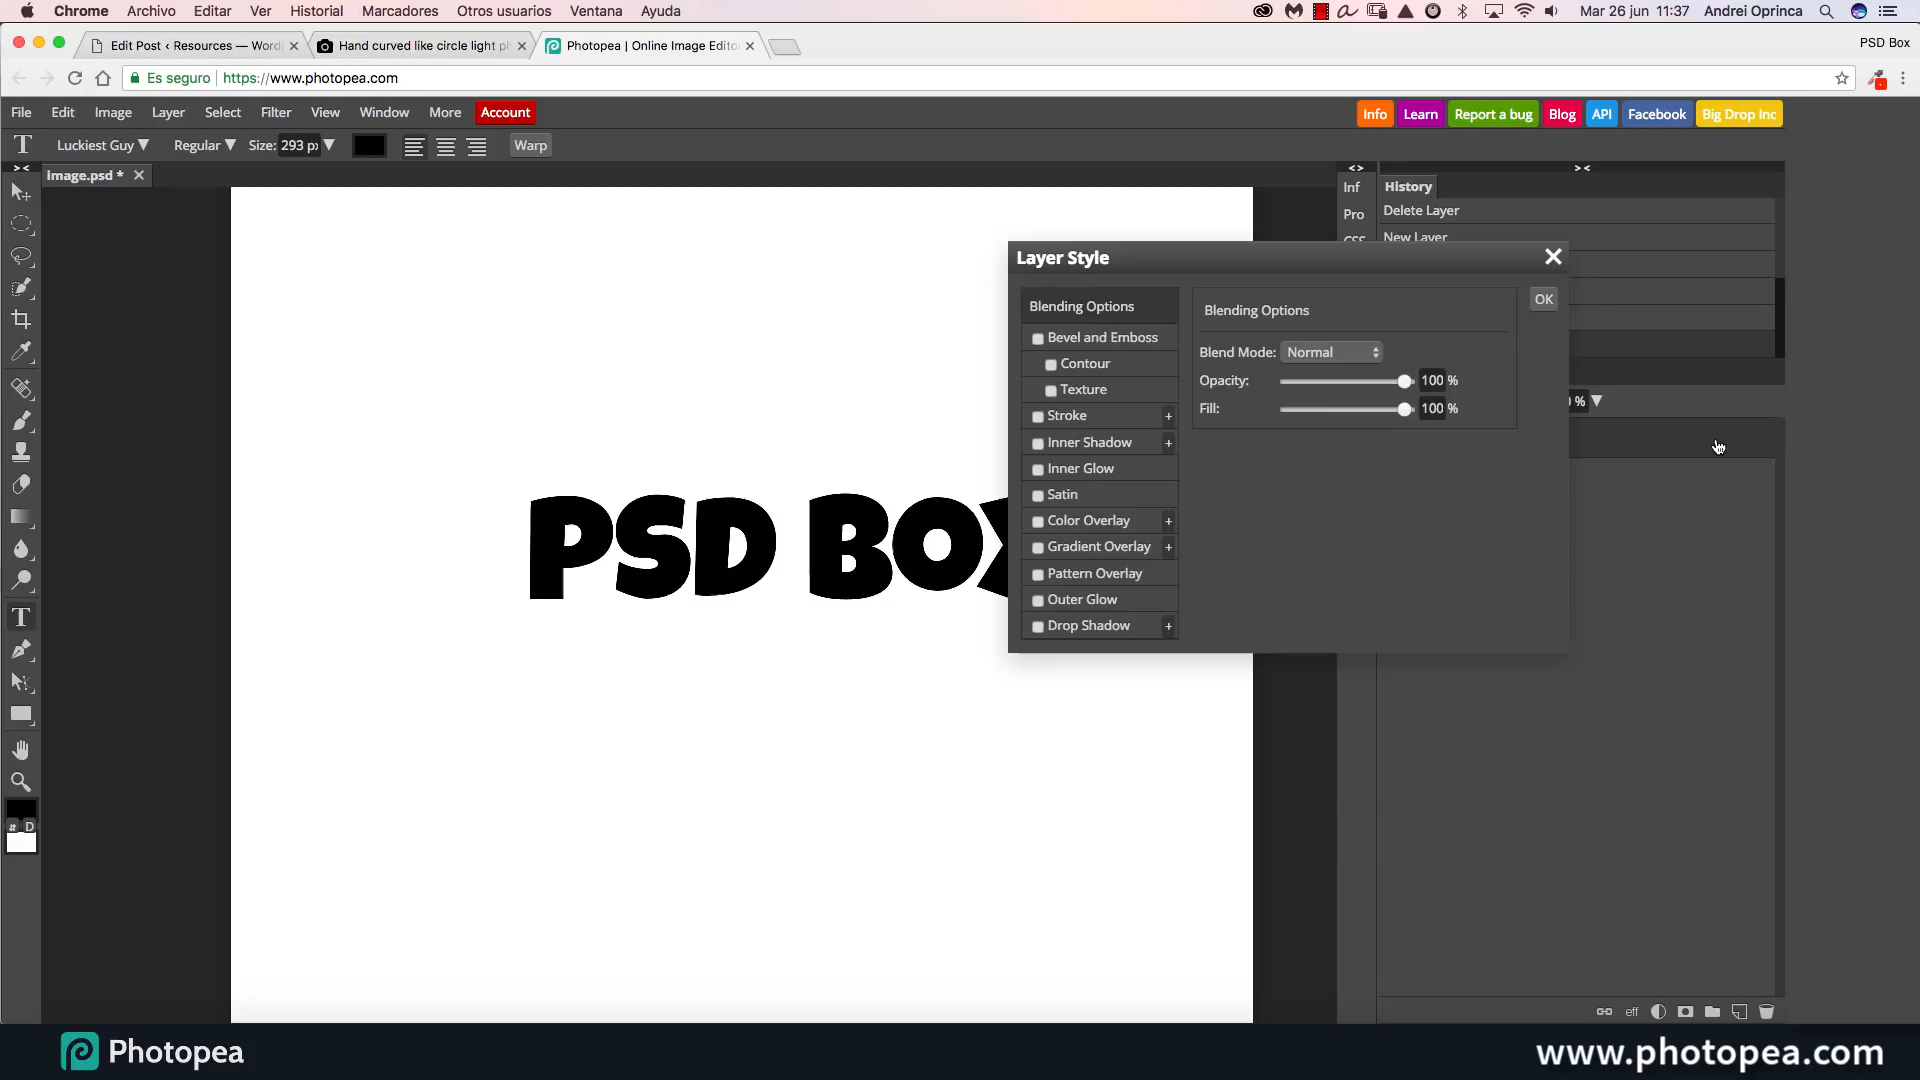 Chrome Archivo Editar Ver Historial Marcadores Otros usuarios Ventana Ayuda Mar 26 jun 11:37 Andrei Oprinca
Edit Post ‹ Resources — Word Hand curved like circle light ph Photopea | Online Image Edito PSD Box
Es seguro https://www.photopea.com
File Edit Image Layer Select Filter View Window More Account Info Learn Report a bug Blog API Facebook Big Drop Inc
T Luckiest Guy Regular Size: 293 px Warp
> < < > > <
Image.psd *
Inf History
Pro Delete Layer
CSS New Layer
Layer Style
OK
Blending Options Blending Options
Bevel and Emboss
Blend Mode: Normal
Contour
Opacity: 100 %
Texture
Fill: 100 %
Stroke +
Inner Shadow +
Inner Glow
Satin
Color Overlay +
Gradient Overlay +
Pattern Overlay
Outer Glow
Drop Shadow +
%
PSD BOX
T
D
eff
Photopea www.photopea.com